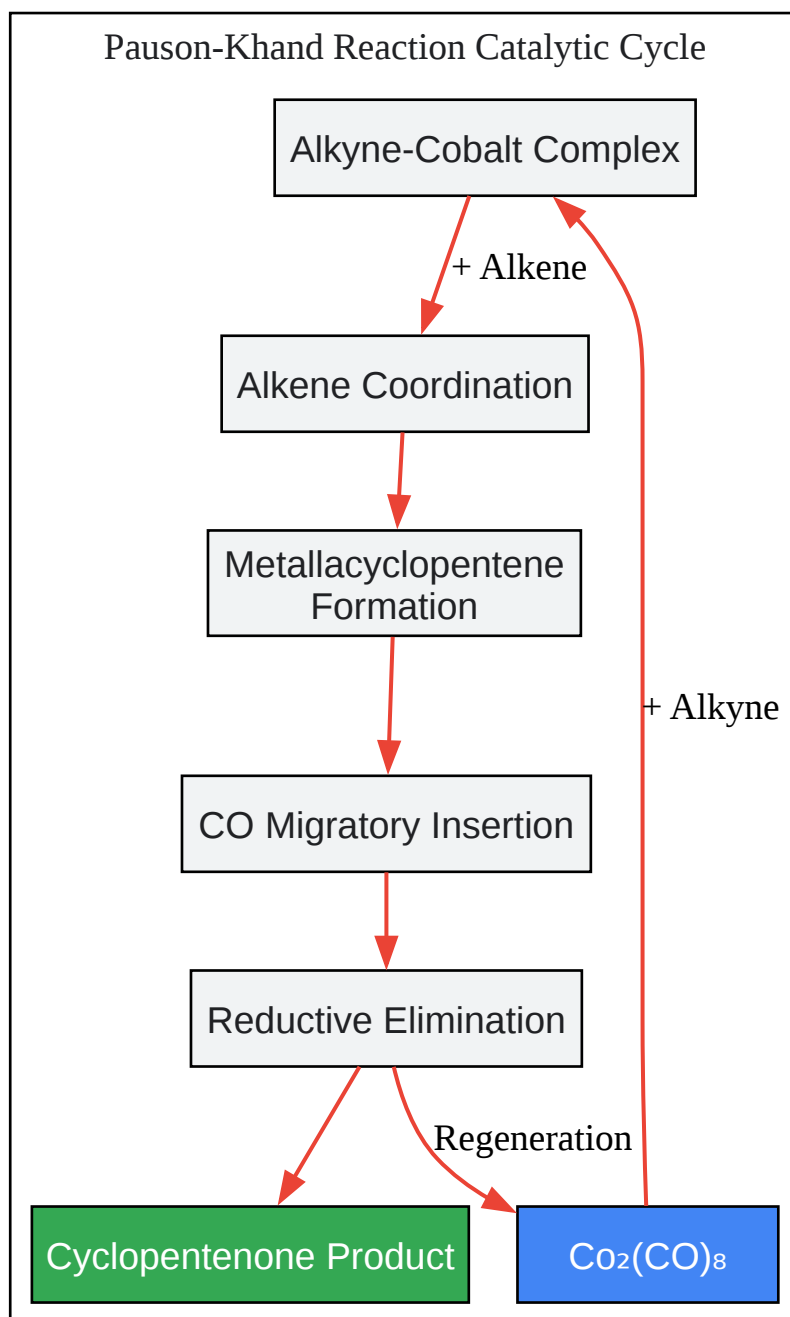 Pauson-Khand Reaction Catalytic Cycle
Alkyne-Cobalt Complex
+ Alkene
Alkene Coordination
Metallacyclopentene
Formation
+ Alkyne
CO Migratory Insertion
Reductive Elimination
Regeneration
Cyclopentenone Product
Co₂(CO)₈